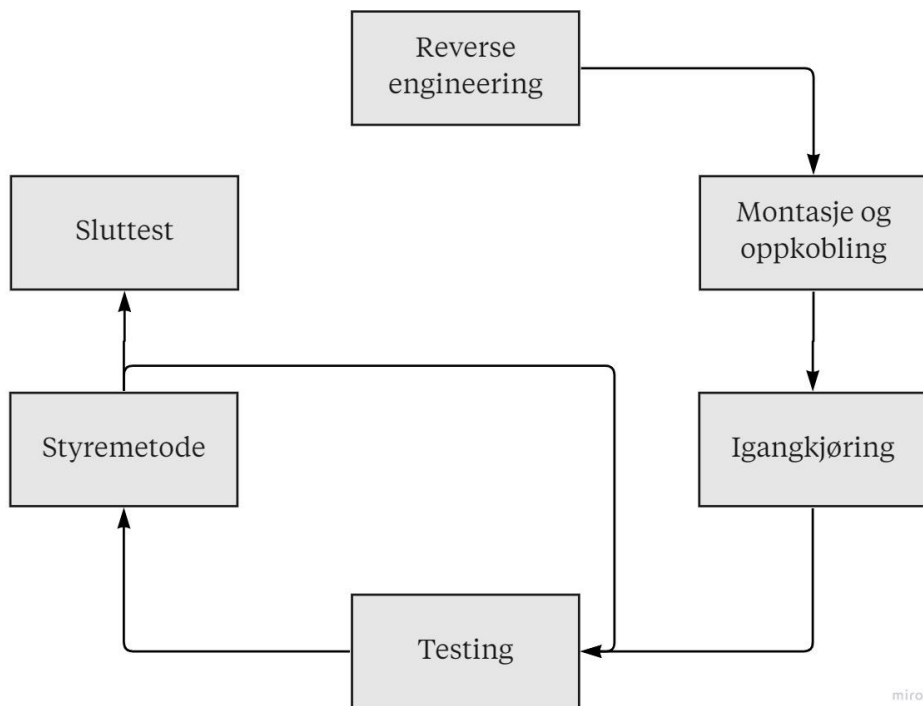 Reverse
engineering
Montasje og
oppkobling
Sluttest
Igangkjøring
Styremetode
Testing
miro